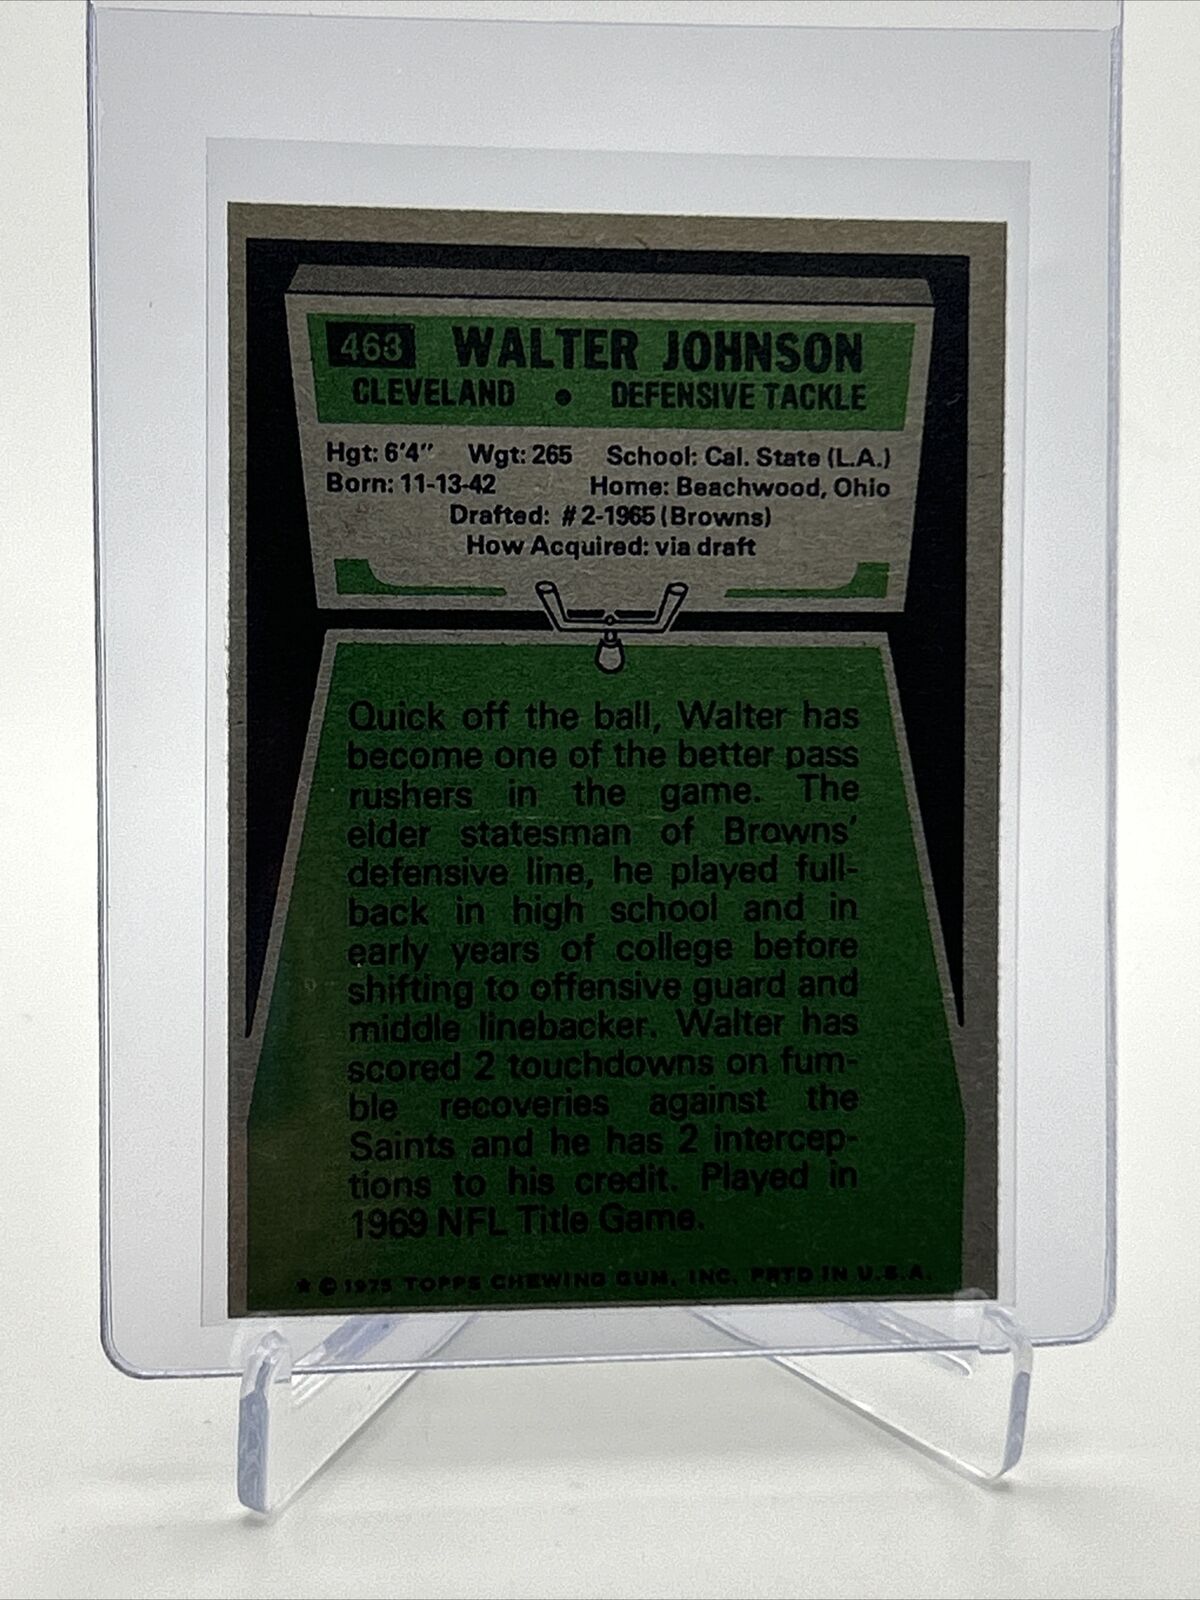 463 WALTER JOHNSON
CLEVELAND • DEFENSIVE TACKLE
Hgt: 6'4" Wgt: 265 School: Cal. State (L.A.)
Born: 11-13-42 Home: Beachwood, Ohio
Drafted: #2-1965 (Browns)
How Acquired: via draft
Quick off the ball, Walter has
become one of the better pass
rushers in the game. The
elder statesman of Browns'
defensive line, he played full-
back in high school and in
early years of college before
shifting to offensive guard and
middle linebacker. Walter has
scored 2 touchdowns on fum-
ble recoveries against the
Saints and he has 2 intercep-
tions to his credit. Played in
1969 NFL Title Game.
★ © 1975 TOPPS CHEWING GUM, INC. PRTD IN U.S.A.